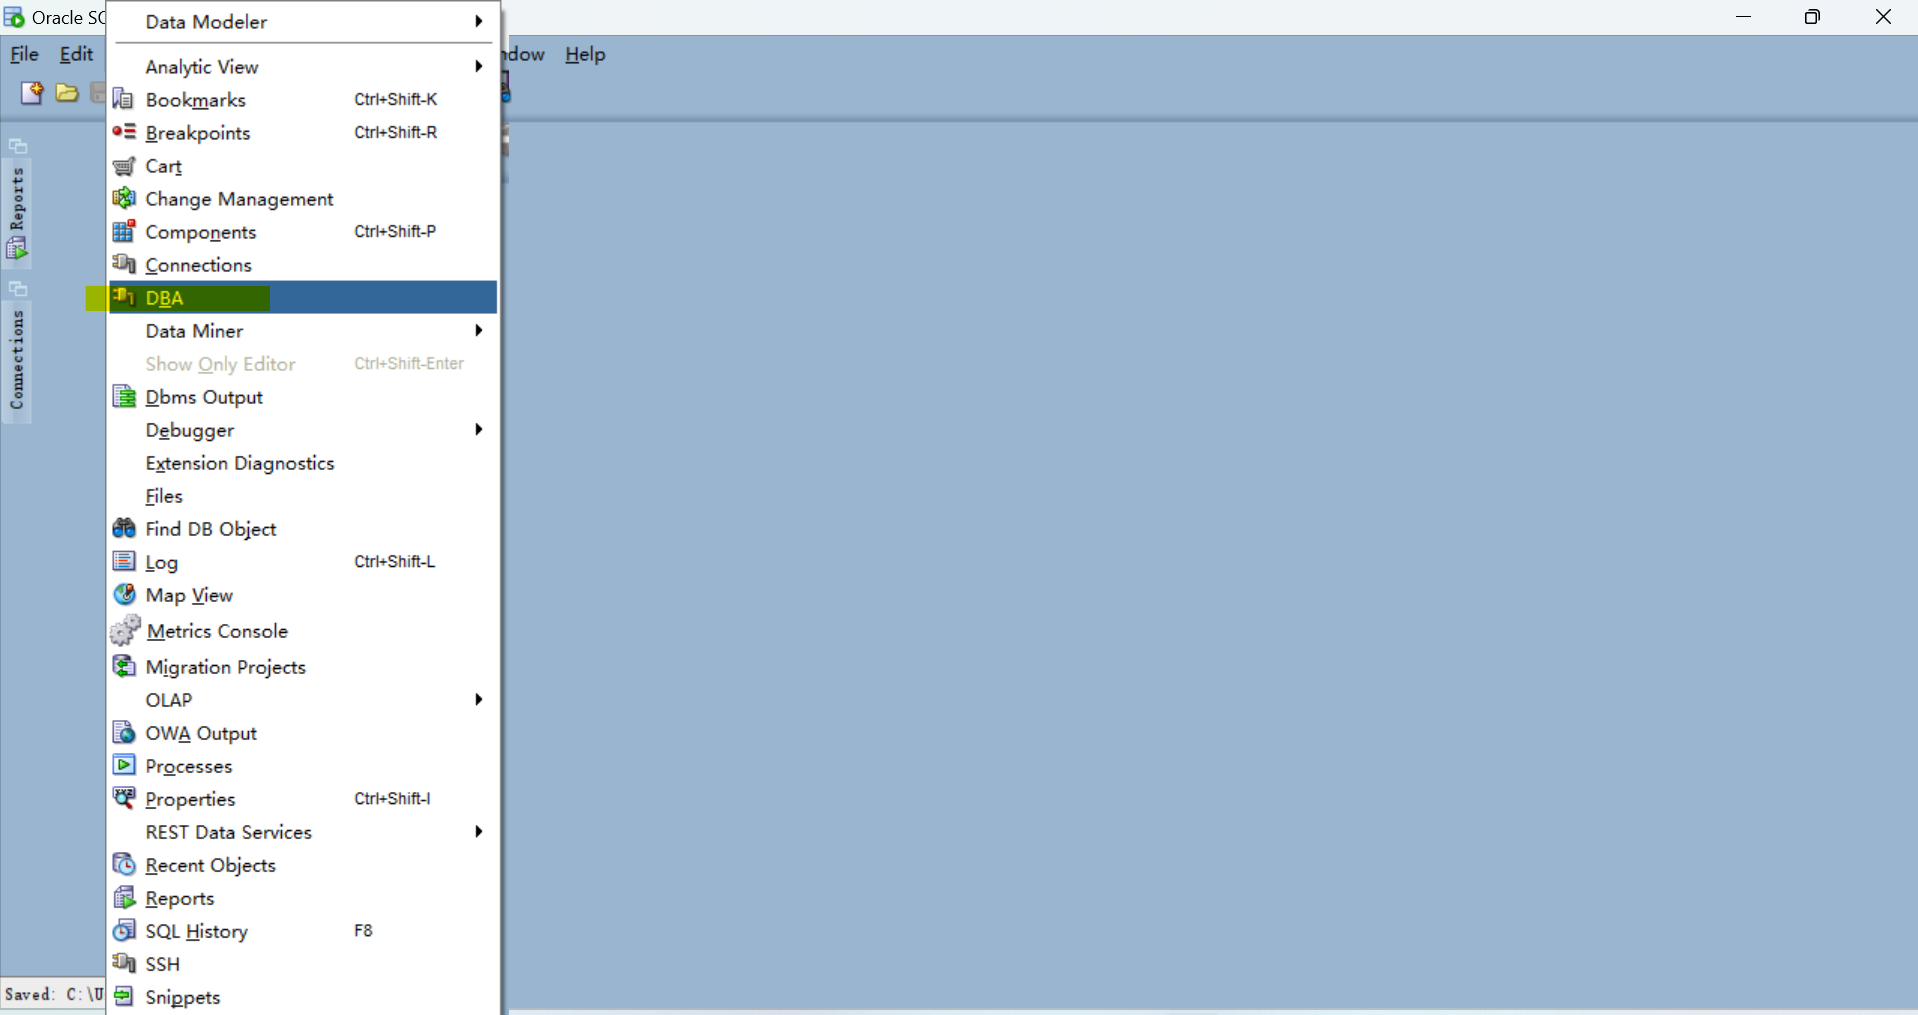 Oracle SQ
File Edit
ndow Help
Data Modeler
Analytic View
Bookmarks Ctrl+Shift-K
Breakpoints Ctrl+Shift-R
Cart
Change Management
Components Ctrl+Shift-P
Connections
DBA
Data Miner
Show Only Editor Ctrl+Shift-Enter
Dbms Output
Debugger
Extension Diagnostics
Files
Find DB Object
Log Ctrl+Shift-L
Map View
Metrics Console
Migration Projects
OLAP
OWA Output
Processes
Properties Ctrl+Shift-I
REST Data Services
Recent Objects
Reports
SQL History F8
SSH
Snippets
Reports
Connections
Saved: C:\U